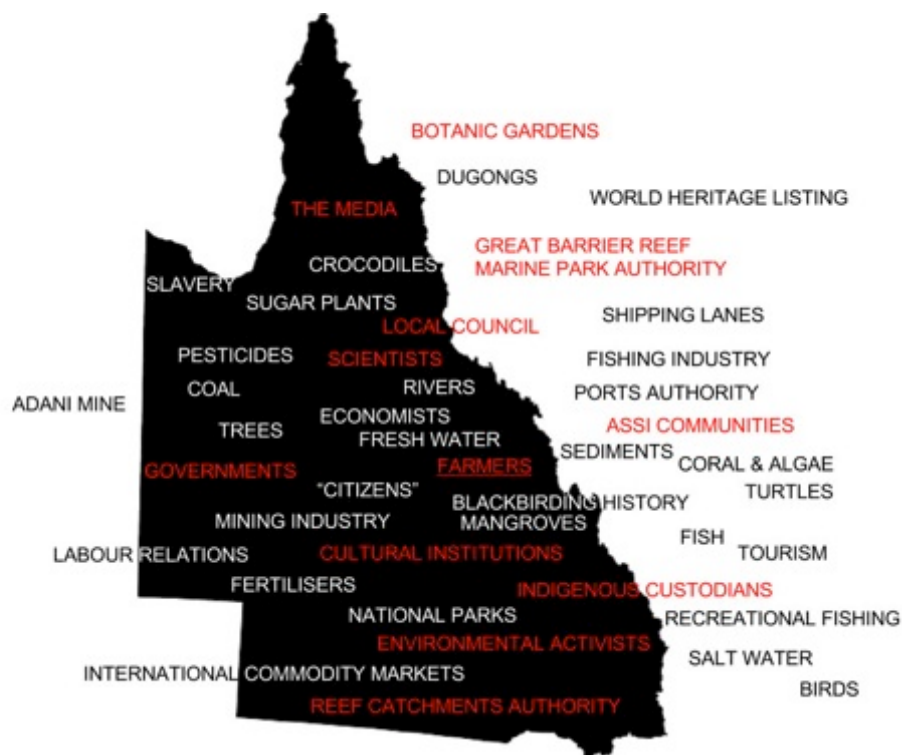 BOTANIC GARDENS
DUGONGS
WORLD HERITAGE LISTING
THE MEDIA
GREAT BARRIER REEF
MARINE PARK AUTHORITY
CROCODILES
SLAVERY
SUGAR PLANTS
SHIPPING LANES
LOCAL COUNCIL
PESTICIDES
SCIENTISTS
FISHING INDUSTRY
COAL
RIVERS
PORTS AUTHORITY
ADANI MINE
ECONOMISTS
ASSI COMMUNITIES
TREES
FRESH WATER
SEDIMENTS
CORAL & ALGAE
GOVERNMENTS
FARMERS
"CITIZENS"
TURTLES
BLACKBIRDING HISTORY
MINING INDUSTRY
MANGROVES
FISH
LABOUR RELATIONS
CULTURAL INSTITUTIONS
TOURISM
FERTILISERS
INDIGENOUS CUSTODIANS
NATIONAL PARKS
RECREATIONAL FISHING
ENVIRONMENTAL ACTIVISTS
SALT WATER
INTERNATIONAL COMMODITY MARKETS
BIRDS
REEF CATCHMENTS AUTHORITY